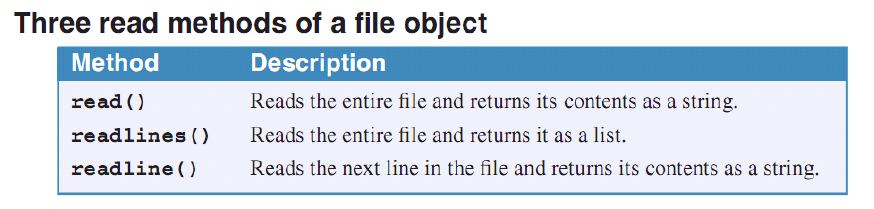 Three read methods of a file object
Method Description
read() Reads the entire file and returns its contents as a string.
readlines() Reads the entire file and returns it as a list.
readline() Reads the next line in the file and returns its contents as a string.